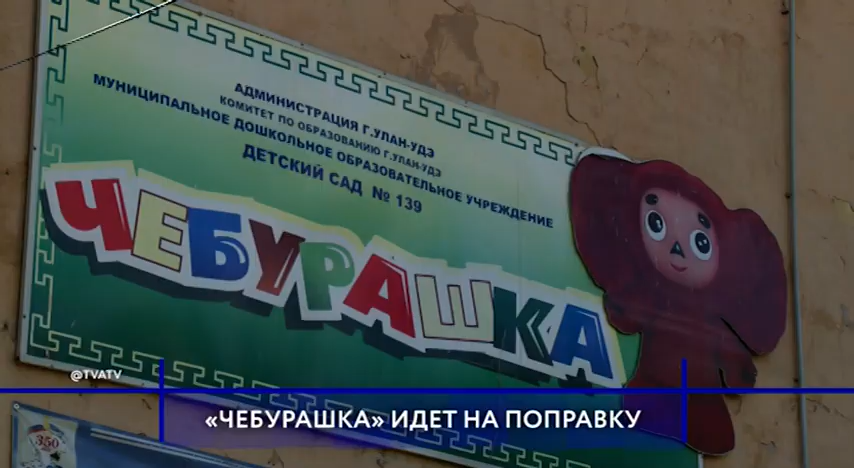 АДМИНИСТРАЦИЯ Г.УЛАН-УДЭ
КОМИТЕТ ПО ОБРАЗОВАНИЮ Г.УЛАН-УДЭ
МУНИЦИПАЛЬНОЕ ДОШКОЛЬНОЕ ОБРАЗОВАТЕЛЬНОЕ УЧРЕЖДЕНИЕ
ДЕТСКИЙ САД № 139
ЧЕБУРАШКА
@TVATV
«ЧЕБУРАШКА» ИДЕТ НА ПОПРАВКУ
350